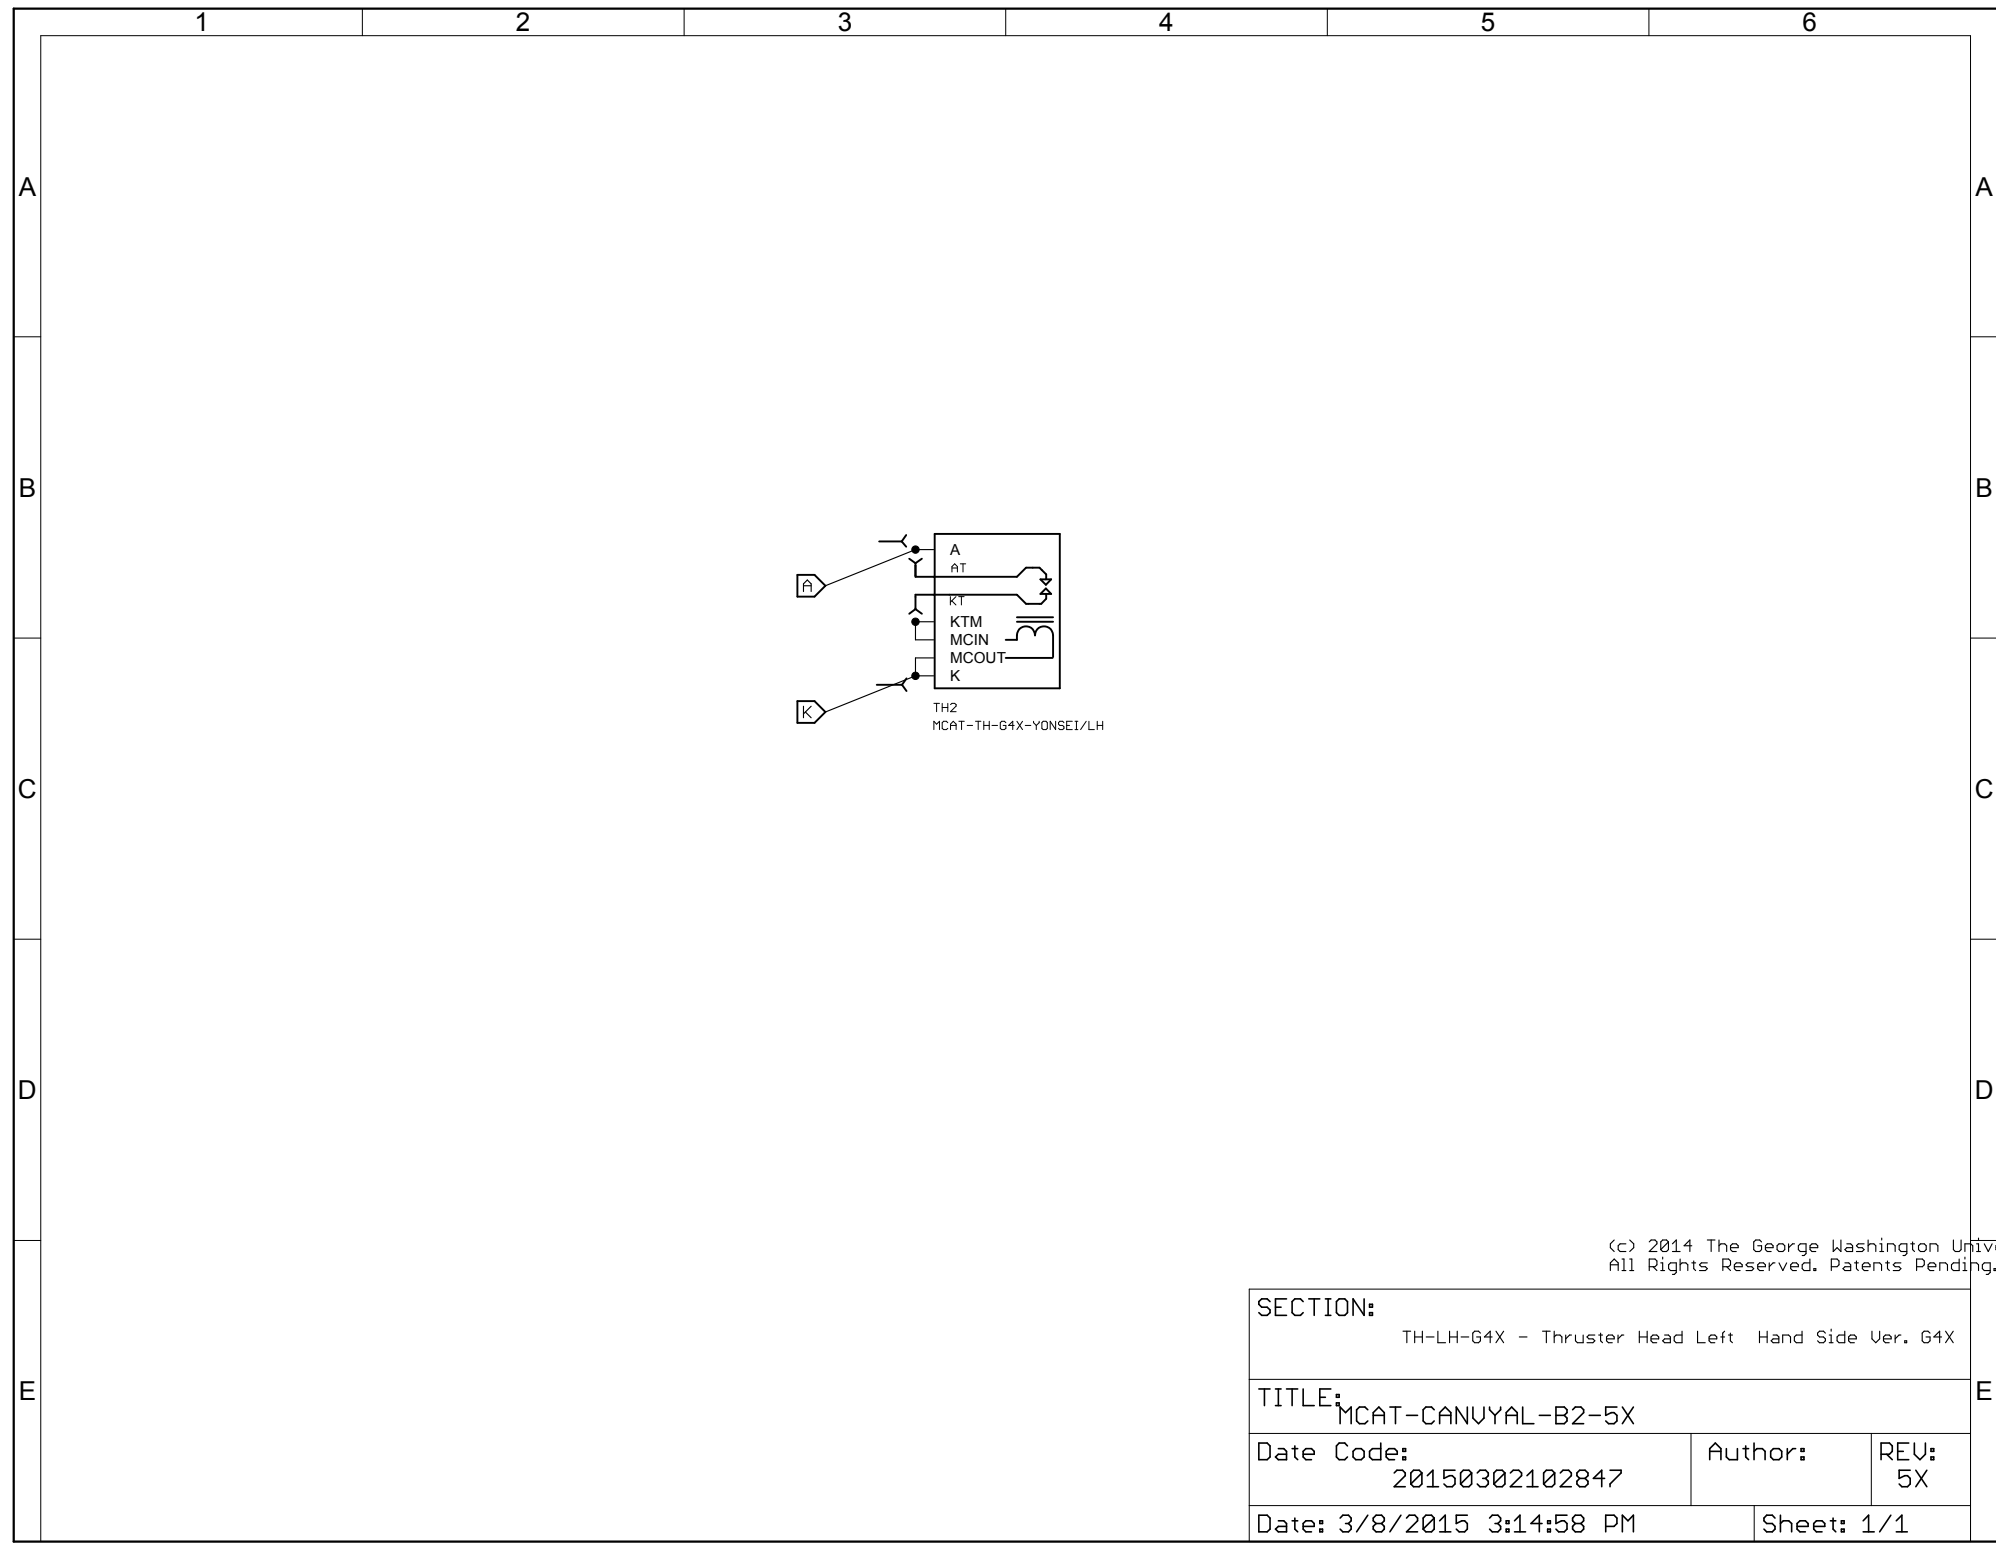 1 2 3 4 5 6
A A
B B
A
AT
A
KT
KTM
MCIN
MCOUT
K
K
TH2
MCAT-TH-G4X-YONSEI/LH
C C
D D
(c) 2014 The George Washington Unive
All Rights Reserved. Patents Pending.
SECTION:
TH-LH-G4X - Thruster Head Left Hand Side Ver. G4X
TITLE:
MCAT-CANVYAL-B2-5X
E E
Date Code:
20150302102847
Author:
REV:
5X
Date: 3/8/2015 3:14:58 PM
Sheet: 1/1